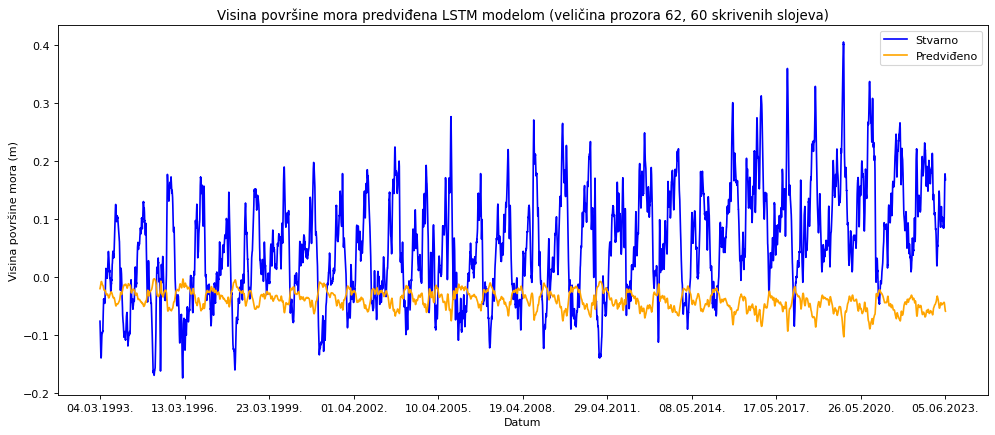 Visina površine mora predviđena LSTM modelom (veličina prozora 62, 60 skrivenih slojeva)
Stvarno
Predviđeno
Visina površine mora (m)
0.4
0.3
0.2
0.1
0.0
−0.1
−0.2
04.03.1993. 13.03.1996. 23.03.1999. 01.04.2002. 10.04.2005. 19.04.2008. 29.04.2011. 08.05.2014. 17.05.2017. 26.05.2020. 05.06.2023.
Datum